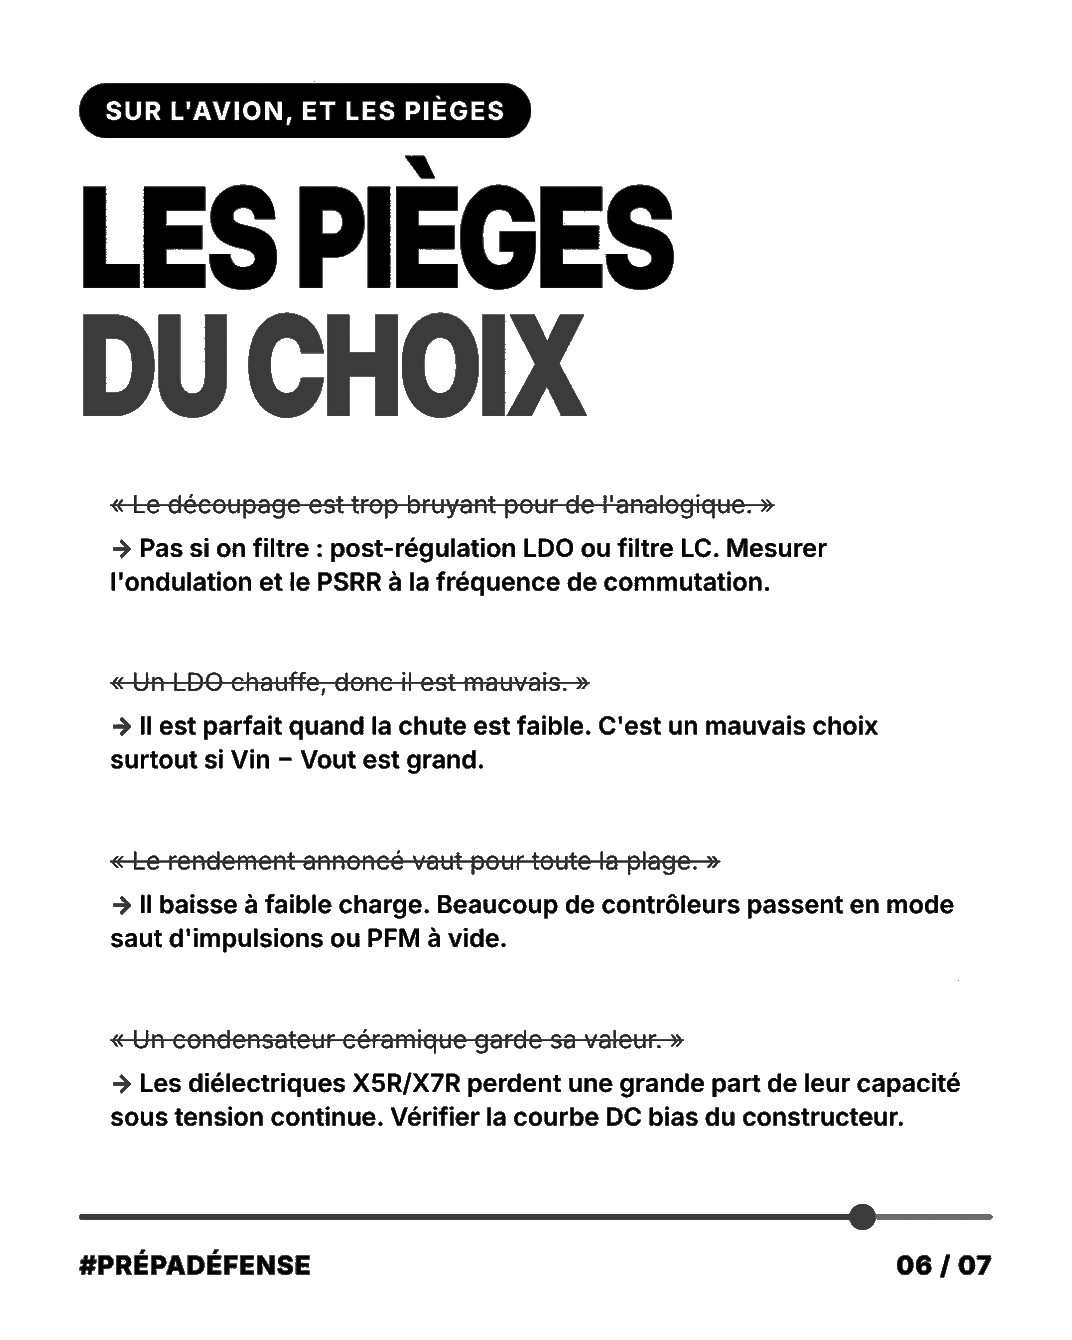 SUR L'AVION, ET LES PIÈGES
LES PIÈGES
DU CHOIX
« Le découpage est trop bruyant pour de l'analogique. »
→ Pas si on filtre : post-régulation LDO ou filtre LC. Mesurer
l'ondulation et le PSRR à la fréquence de commutation.
« Un LDO chauffe, donc il est mauvais. »
→ Il est parfait quand la chute est faible. C'est un mauvais choix
surtout si Vin − Vout est grand.
« Le rendement annoncé vaut pour toute la plage. »
→ Il baisse à faible charge. Beaucoup de contrôleurs passent en mode
saut d'impulsions ou PFM à vide.
« Un condensateur céramique garde sa valeur. »
→ Les diélectriques X5R/X7R perdent une grande part de leur capacité
sous tension continue. Vérifier la courbe DC bias du constructeur.
#PRÉPADÉFENSE
06 / 07